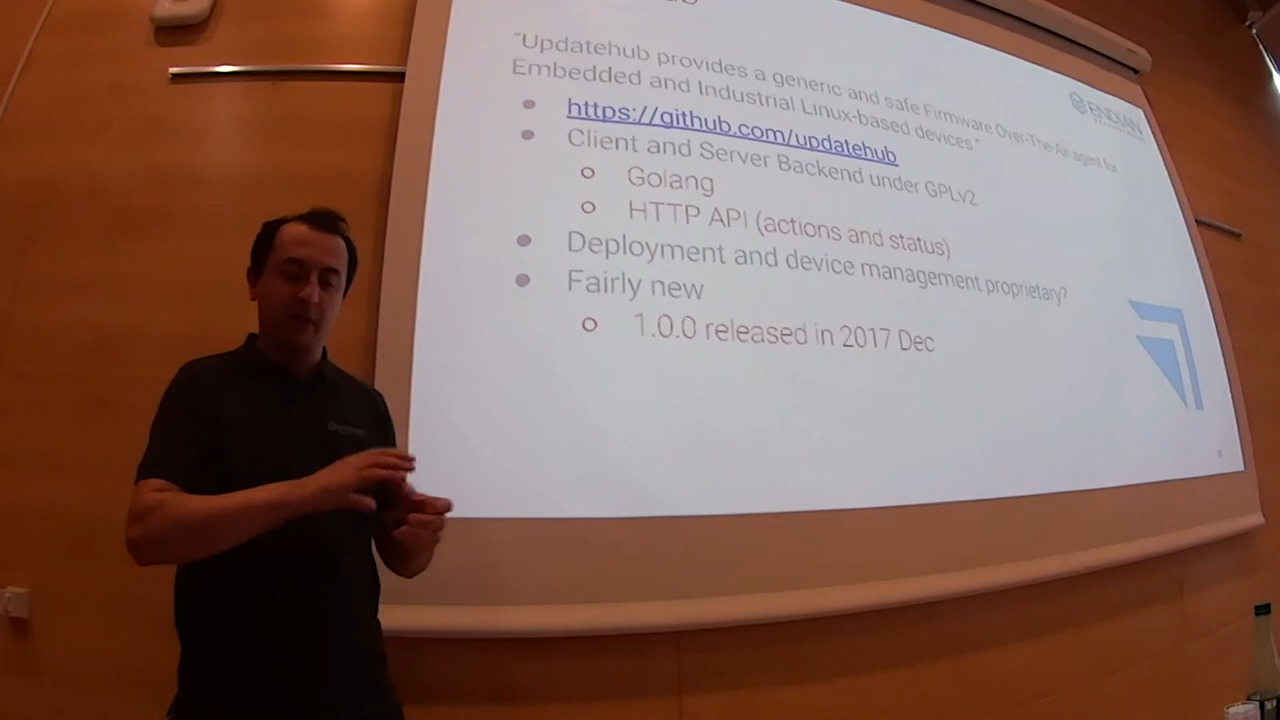 “Updatehub provides a generic and safe Firmware Over-The-Air agent for
Embedded and Industrial Linux-based devices.”
https://github.com/updatehub
Client and Server Backend under GPLv2
Golang
HTTP API (actions and status)
Deployment and device management proprietary?
Fairly new
1.0.0 released in 2017 Dec
ENDIAN